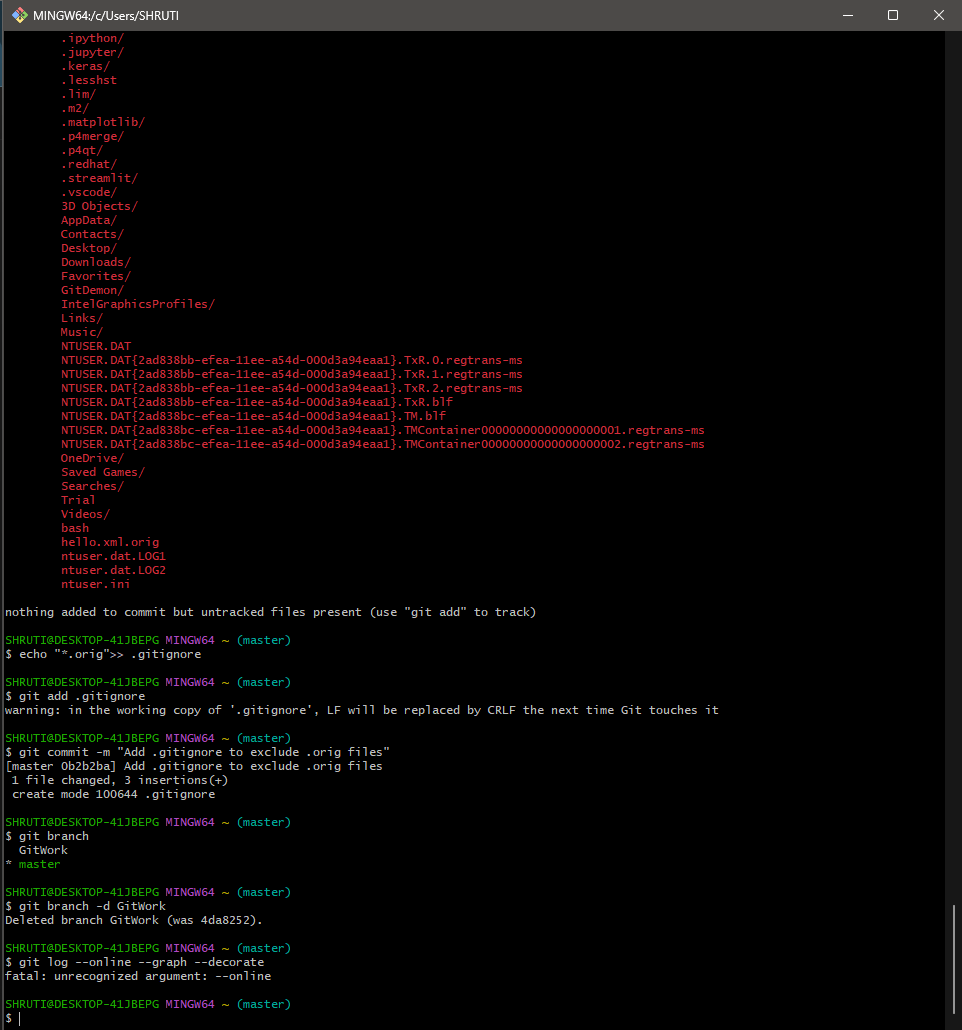 MINGW64:/c/Users/SHRUTI
.ipython/
.jupyter/
.keras/
.lesshst
.lim/
.m2/
.matplotlib/
.p4merge/
.p4qt/
.redhat/
.streamlit/
.vscode/
3D Objects/
AppData/
Contacts/
Desktop/
Downloads/
Favorites/
GitDemon/
IntelGraphicsProfiles/
Links/
Music/
NTUSER.DAT
NTUSER.DAT{2ad838bb-efea-11ee-a54d-000d3a94eaa1}.TxR.0.regtrans-ms
NTUSER.DAT{2ad838bb-efea-11ee-a54d-000d3a94eaa1}.TxR.1.regtrans-ms
NTUSER.DAT{2ad838bb-efea-11ee-a54d-000d3a94eaa1}.TxR.2.regtrans-ms
NTUSER.DAT{2ad838bb-efea-11ee-a54d-000d3a94eaa1}.TxR.blf
NTUSER.DAT{2ad838bc-efea-11ee-a54d-000d3a94eaa1}.TM.blf
NTUSER.DAT{2ad838bc-efea-11ee-a54d-000d3a94eaa1}.TMContainer00000000000000000001.regtrans-ms
NTUSER.DAT{2ad838bc-efea-11ee-a54d-000d3a94eaa1}.TMContainer00000000000000000002.regtrans-ms
OneDrive/
Saved Games/
Searches/
Trial
Videos/
bash
hello.xml.orig
ntuser.dat.LOG1
ntuser.dat.LOG2
ntuser.ini
nothing added to commit but untracked files present (use "git add" to track)
SHRUTI@DESKTOP-41JBEPG MINGW64 ~ (master)
$ echo "*.orig">> .gitignore
SHRUTI@DESKTOP-41JBEPG MINGW64 ~ (master)
$ git add .gitignore
warning: in the working copy of '.gitignore', LF will be replaced by CRLF the next time Git touches it
SHRUTI@DESKTOP-41JBEPG MINGW64 ~ (master)
$ git commit -m "Add .gitignore to exclude .orig files"
[master 0b2b2ba] Add .gitignore to exclude .orig files
1 file changed, 3 insertions(+)
create mode 100644 .gitignore
SHRUTI@DESKTOP-41JBEPG MINGW64 ~ (master)
$ git branch
GitWork
* master
SHRUTI@DESKTOP-41JBEPG MINGW64 ~ (master)
$ git branch -d GitWork
Deleted branch GitWork (was 4da8252).
SHRUTI@DESKTOP-41JBEPG MINGW64 ~ (master)
$ git log --online --graph --decorate
fatal: unrecognized argument: --online
SHRUTI@DESKTOP-41JBEPG MINGW64 ~ (master)
$